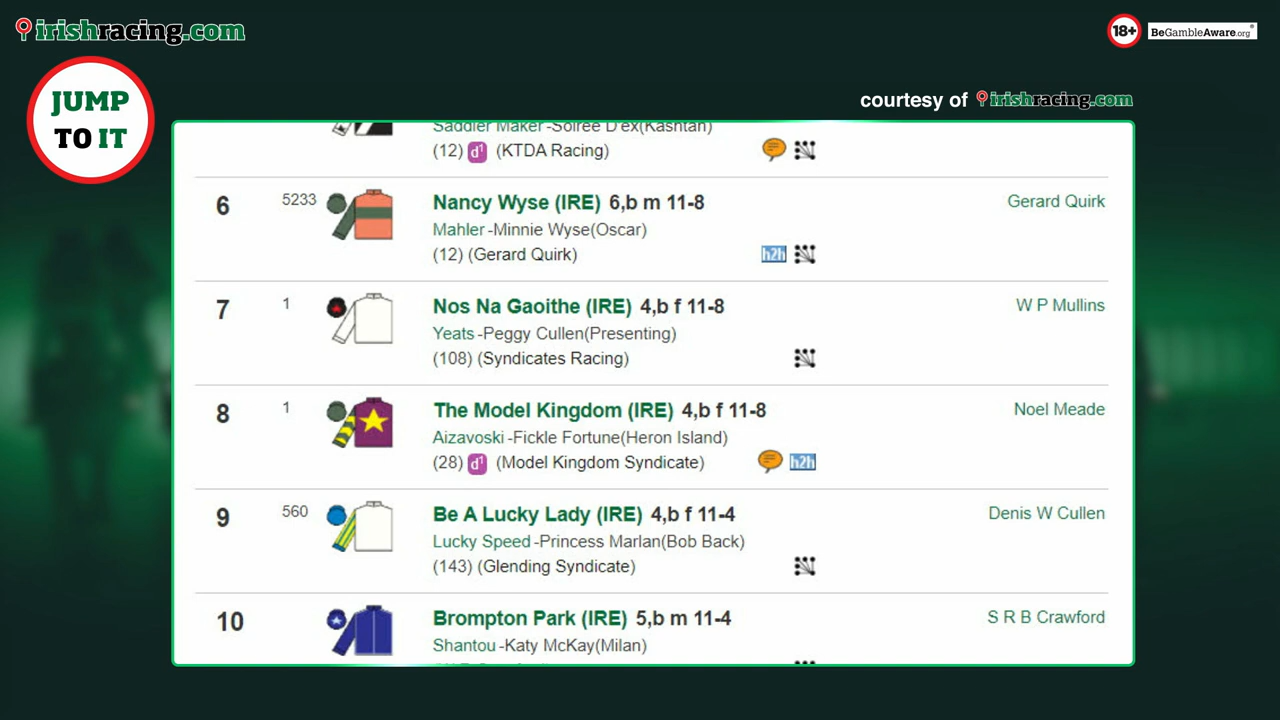 irishracing.com
18+ BeGambleAware.org®
JUMP
TO IT
courtesy of irishracing.com
Saddler Maker-Soiree D'ex(Kashtan)
(12) d1 (KTDA Racing)
6 5233 Nancy Wyse (IRE) 6,b m 11-8 Gerard Quirk
Mahler-Minnie Wyse(Oscar)
(12) (Gerard Quirk) h2h
7 1 Nos Na Gaoithe (IRE) 4,b f 11-8 W P Mullins
Yeats-Peggy Cullen(Presenting)
(108) (Syndicates Racing)
8 1 The Model Kingdom (IRE) 4,b f 11-8 Noel Meade
Aizavoski-Fickle Fortune(Heron Island)
(28) d1 (Model Kingdom Syndicate) h2h
9 560 Be A Lucky Lady (IRE) 4,b f 11-4 Denis W Cullen
Lucky Speed-Princess Marlan(Bob Back)
(143) (Glending Syndicate)
10 Brompton Park (IRE) 5,b m 11-4 S R B Crawford
Shantou-Katy McKay(Milan)